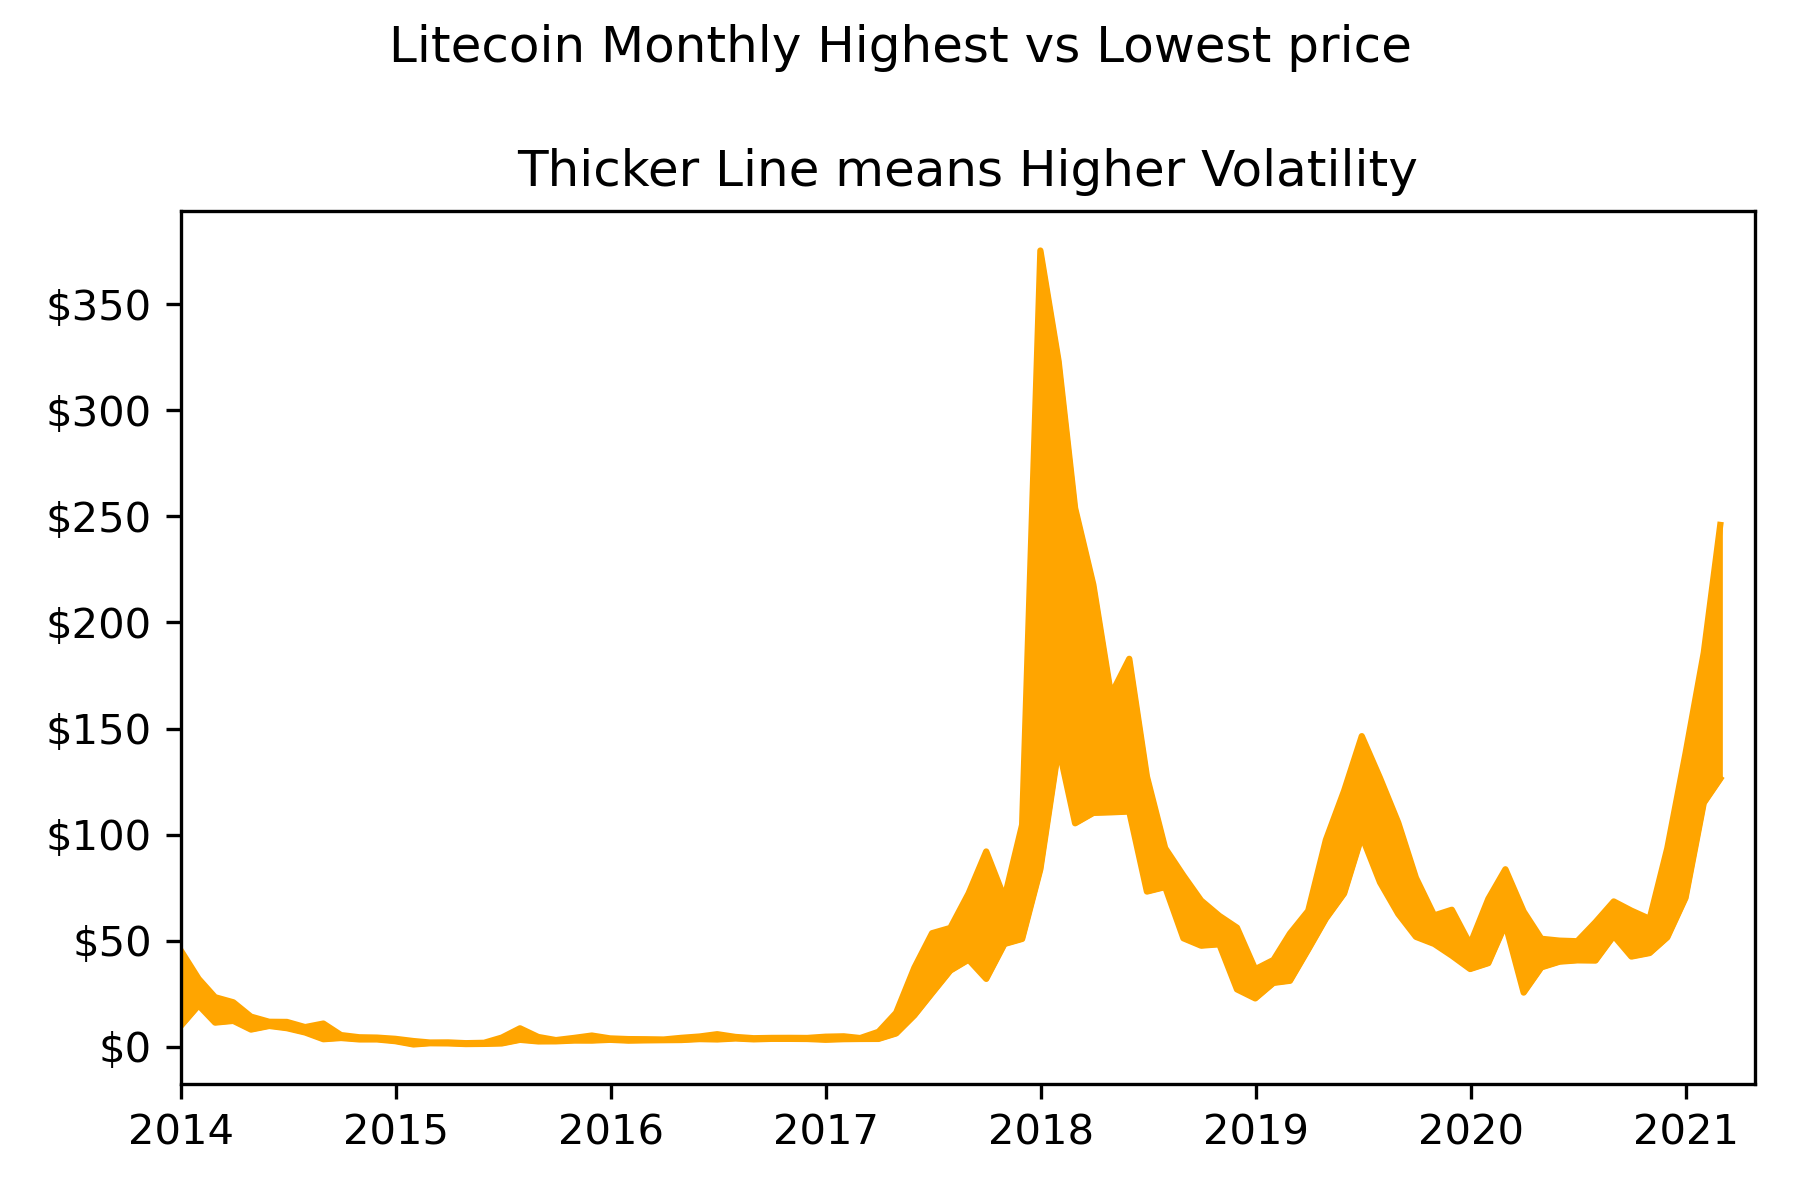 Litecoin Monthly Highest vs Lowest price
Thicker Line means Higher Volatility
$350
$300
$250
$200
$150
$100
$50
$0
2014 2015 2016 2017 2018 2019 2020 2021